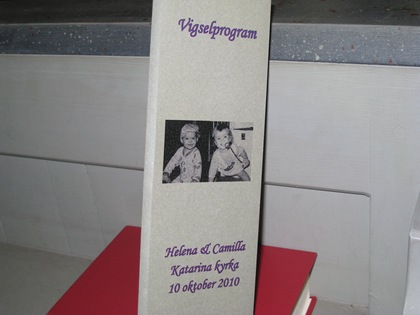 Vigselprogram
Helena & Camilla
Katarina kyrka
10 oktober 2010